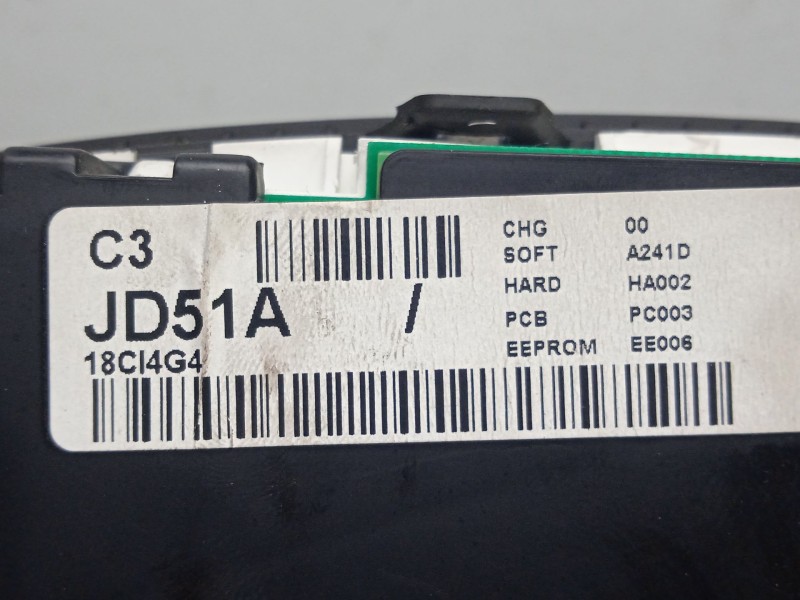 C3
JD51A /
18CI4G4
CHG 00
SOFT A241D
HARD HA002
PCB PC003
EEPROM EE006